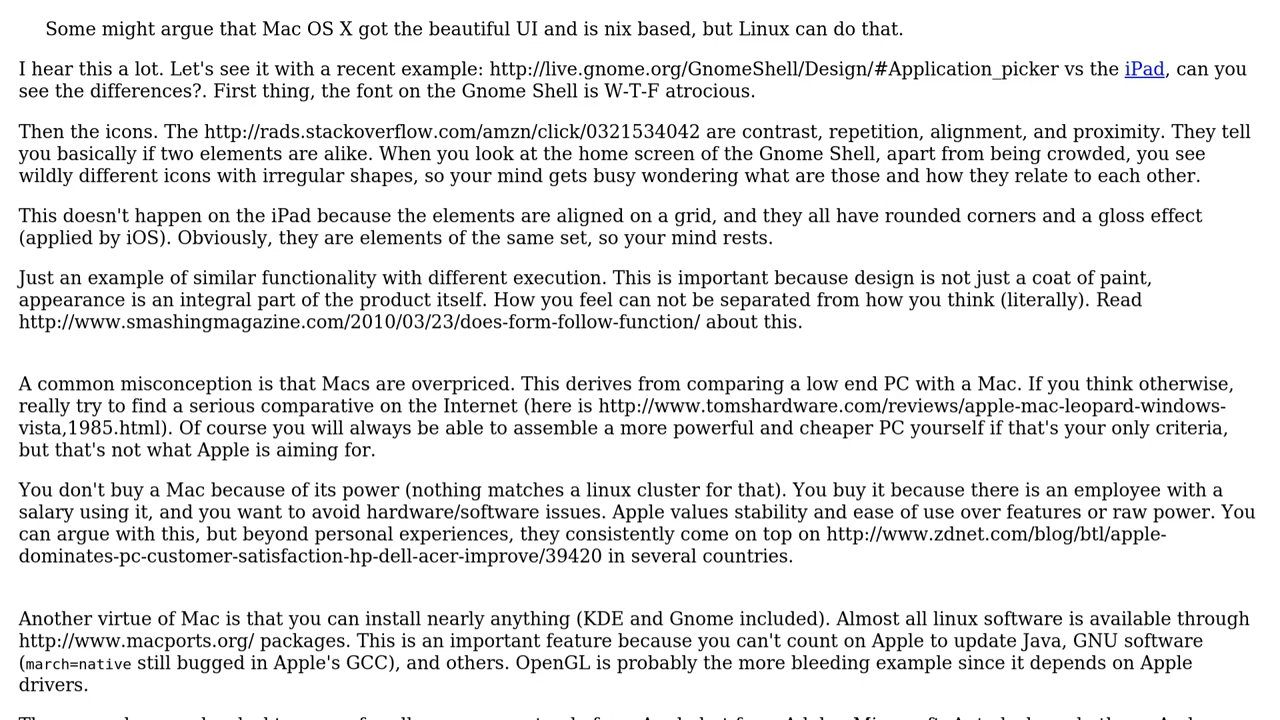 Some might argue that Mac OS X got the beautiful UI and is nix based, but Linux can do that.
I hear this a lot. Let's see it with a recent example: http://live.gnome.org/GnomeShell/Design/#Application_picker vs the iPad, can you
see the differences?. First thing, the font on the Gnome Shell is W-T-F atrocious.
Then the icons. The http://rads.stackoverflow.com/amzn/click/0321534042 are contrast, repetition, alignment, and proximity. They tell
you basically if two elements are alike. When you look at the home screen of the Gnome Shell, apart from being crowded, you see
wildly different icons with irregular shapes, so your mind gets busy wondering what are those and how they relate to each other.
This doesn't happen on the iPad because the elements are aligned on a grid, and they all have rounded corners and a gloss effect
(applied by iOS). Obviously, they are elements of the same set, so your mind rests.
Just an example of similar functionality with different execution. This is important because design is not just a coat of paint,
appearance is an integral part of the product itself. How you feel can not be separated from how you think (literally). Read
http://www.smashingmagazine.com/2010/03/23/does-form-follow-function/ about this.
A common misconception is that Macs are overpriced. This derives from comparing a low end PC with a Mac. If you think otherwise,
really try to find a serious comparative on the Internet (here is http://www.tomshardware.com/reviews/apple-mac-leopard-windows-
vista,1985.html). Of course you will always be able to assemble a more powerful and cheaper PC yourself if that's your only criteria,
but that's not what Apple is aiming for.
You don't buy a Mac because of its power (nothing matches a linux cluster for that). You buy it because there is an employee with a
salary using it, and you want to avoid hardware/software issues. Apple values stability and ease of use over features or raw power. You
can argue with this, but beyond personal experiences, they consistently come on top on http://www.zdnet.com/blog/btl/apple-
dominates-pc-customer-satisfaction-hp-dell-acer-improve/39420 in several countries.
Another virtue of Mac is that you can install nearly anything (KDE and Gnome included). Almost all linux software is available through
http://www.macports.org/ packages. This is an important feature because you can't count on Apple to update Java, GNU software
(march=native still bugged in Apple's GCC), and others. OpenGL is probably the more bleeding example since it depends on Apple
drivers.